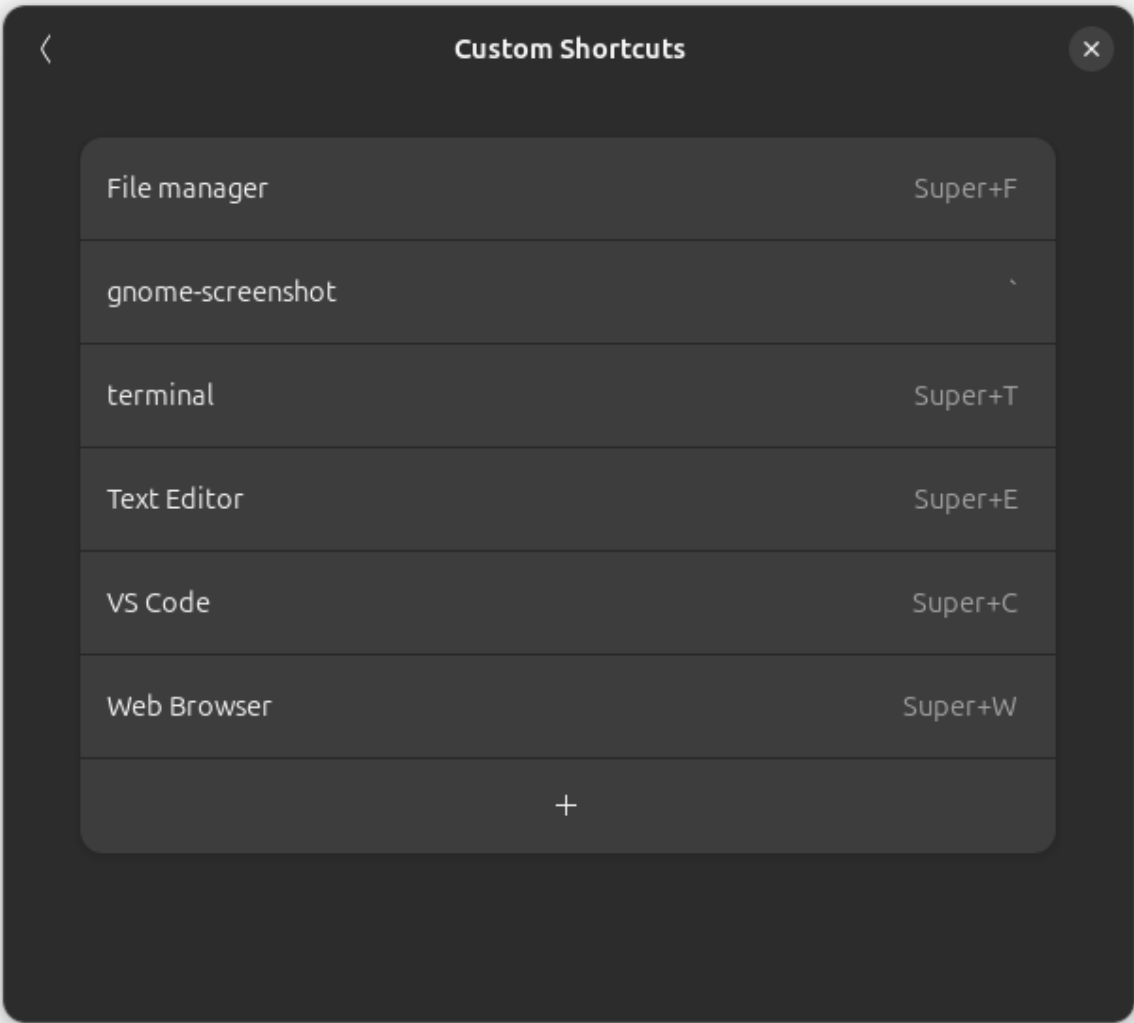 Custom Shortcuts
File manager Super+F
gnome-screenshot `
terminal Super+T
Text Editor Super+E
VS Code Super+C
Web Browser Super+W
+